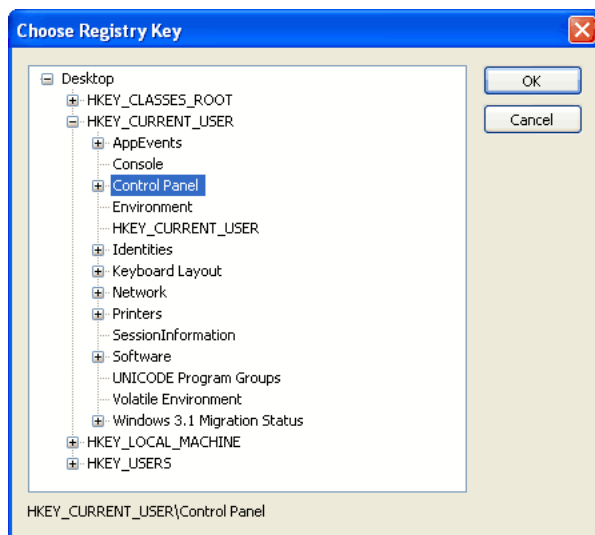 Choose Registry Key
Desktop
HKEY_CLASSES_ROOT
HKEY_CURRENT_USER
AppEvents
Console
Control Panel
Environment
HKEY_CURRENT_USER
Identities
Keyboard Layout
Network
Printers
SessionInformation
Software
UNICODE Program Groups
Volatile Environment
Windows 3.1 Migration Status
HKEY_LOCAL_MACHINE
HKEY_USERS
OK
Cancel
HKEY_CURRENT_USER\Control Panel